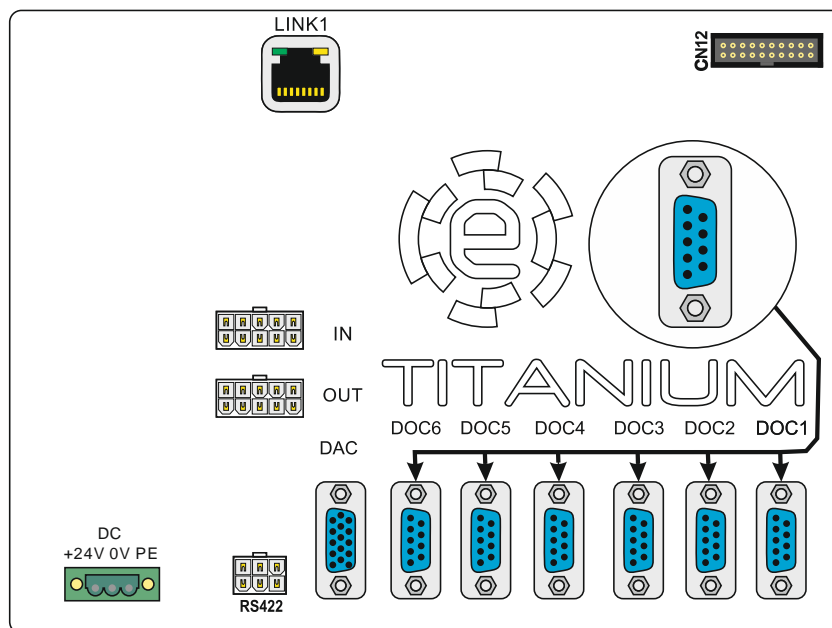 LINK1
CN12
e
IN
TITANIUM
OUT
DOC6 DOC5 DOC4 DOC3 DOC2 DOC1
DAC
DC
+24V 0V PE
RS422